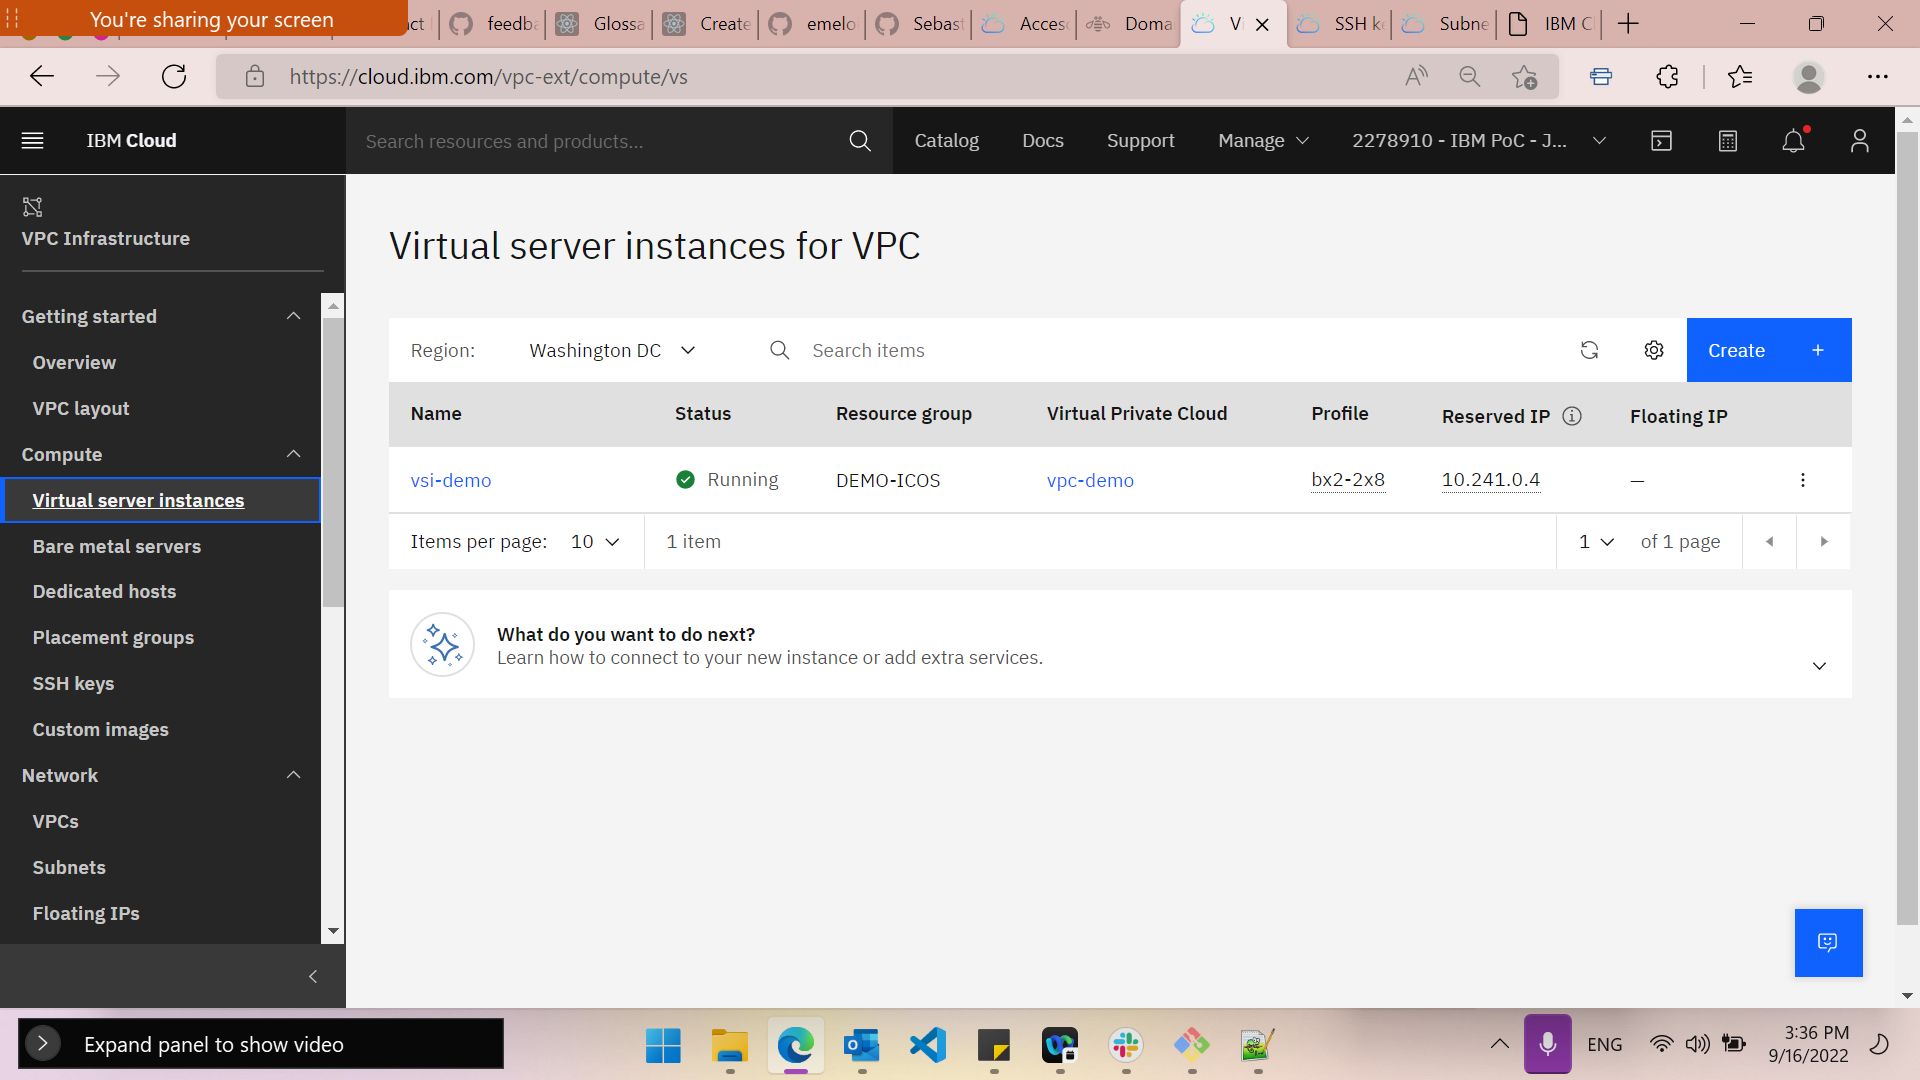 You're sharing your screen
feedba
Glossa
Create
emelo
Sebast
Acceso
Doma
SSH ke
Subne
IBM Cl
https://cloud.ibm.com/vpc-ext/compute/vs
IBM Cloud
Search resources and products...
Catalog
Docs
Support
Manage
2278910 - IBM PoC - J...
VPC Infrastructure
Getting started
Overview
VPC layout
Compute
Virtual server instances
Bare metal servers
Dedicated hosts
Placement groups
SSH keys
Custom images
Network
VPCs
Subnets
Floating IPs
Virtual server instances for VPC
Region: Washington DC
Search items
Create +
Name Status Resource group Virtual Private Cloud Profile Reserved IP Floating IP
vsi-demo Running DEMO-ICOS vpc-demo bx2-2x8 10.241.0.4 —
Items per page: 10 1 item 1 of 1 page
What do you want to do next?
Learn how to connect to your new instance or add extra services.
Expand panel to show video
ENG
3:36 PM
9/16/2022